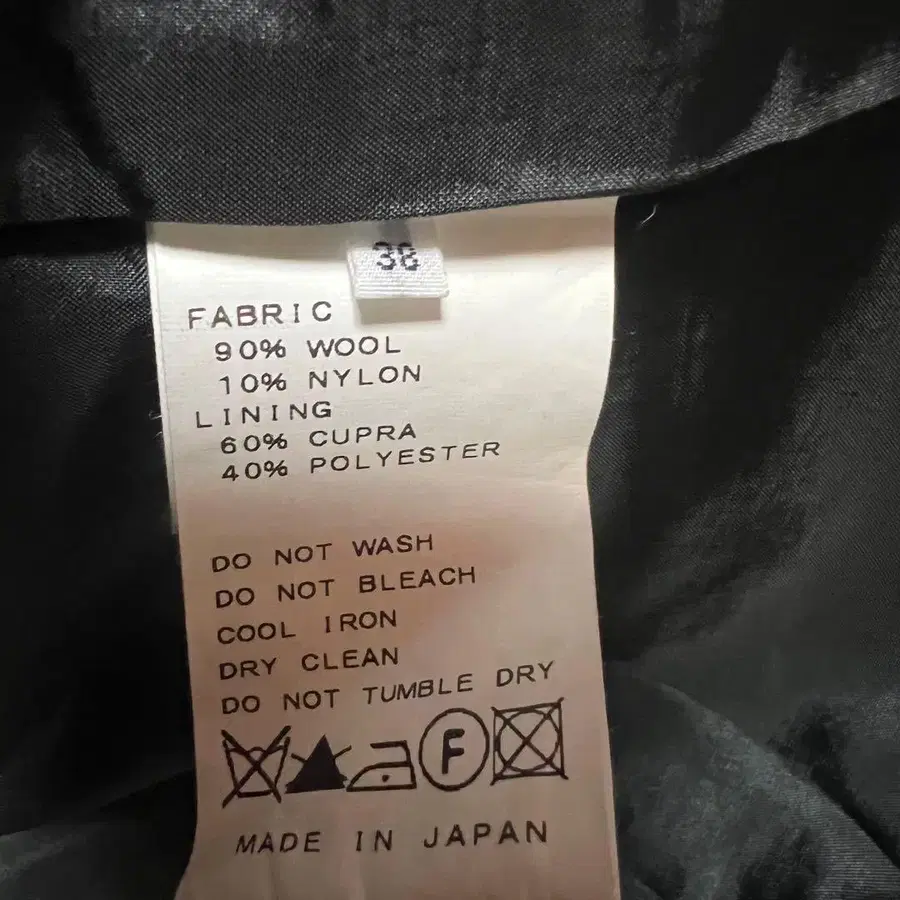 38
FABRIC
90% WOOL
10% NYLON
LINING
60% CUPRA
40% POLYESTER
DO NOT WASH
DO NOT BLEACH
COOL IRON
DRY CLEAN
DO NOT TUMBLE DRY
F
MADE IN JAPAN